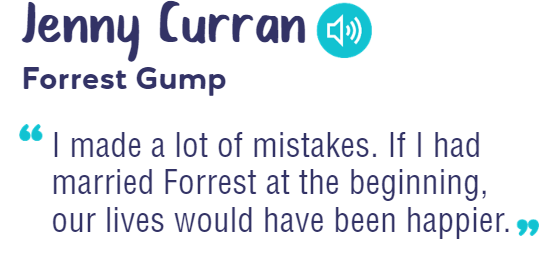 Jenny Curran
Forrest Gump
“ I made a lot of mistakes. If I had
married Forrest at the beginning,
our lives would have been happier. ”